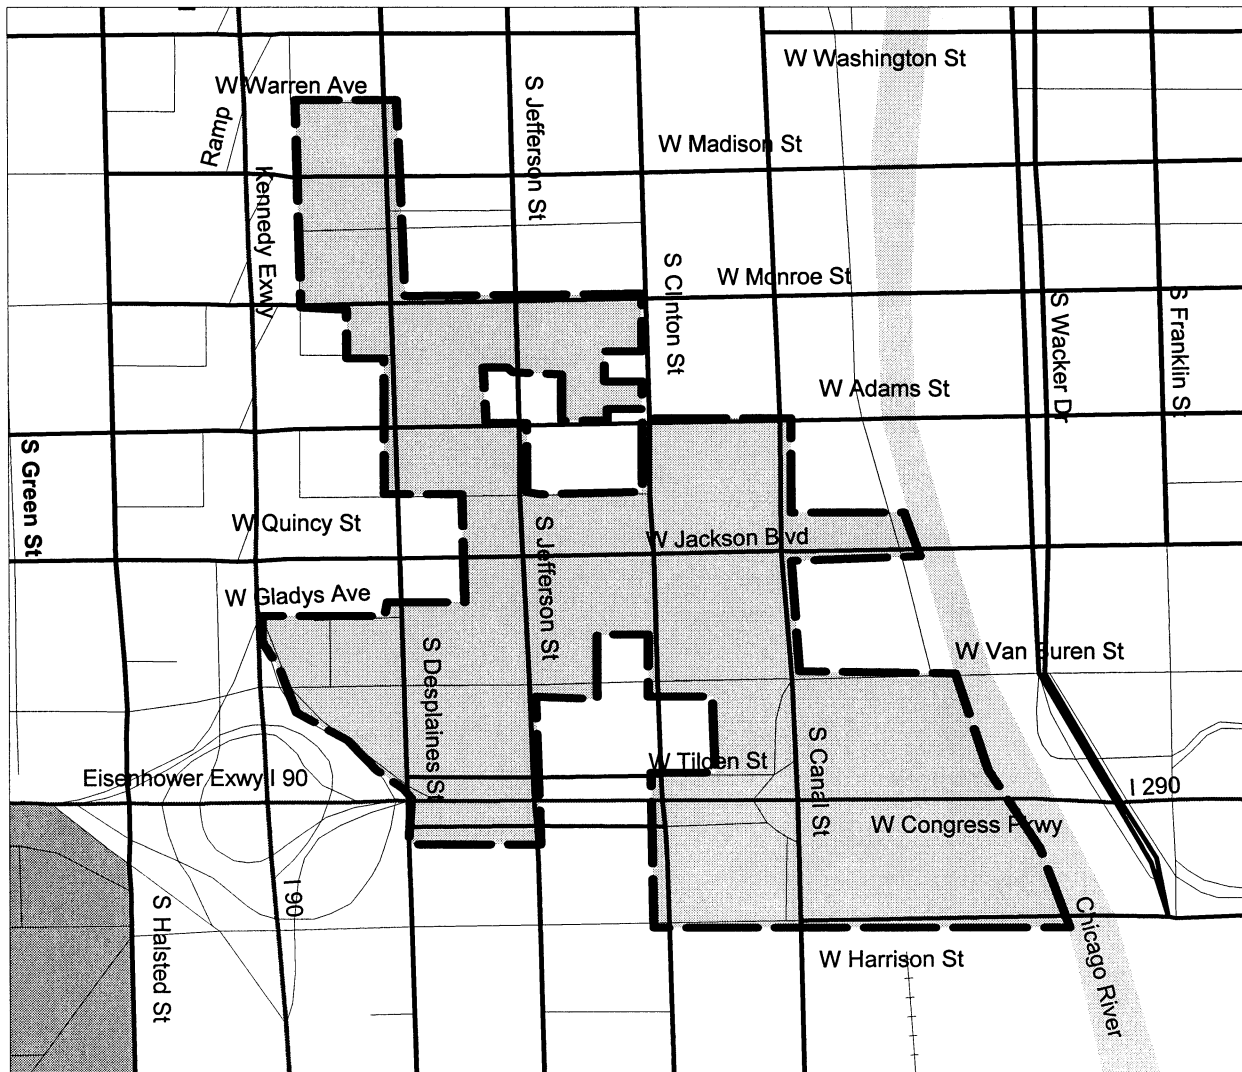 W Washington St
W Warren Ave
Ramp
S Jefferson St
W Madison St
Kennedy Exwy
S Clinton St
W Monroe St
S Wacker Dr
S Franklin St
W Adams St
S Green St
W Quincy St
S Jefferson St
W Jackson Blvd
W Gladys Ave
S Desplaines St
W Van Buren St
S Canal St
W Tilden St
Eisenhower Exwy I 90
I 290
W Congress Pkwy
I 90
S Halsted St
Chicago River
W Harrison St